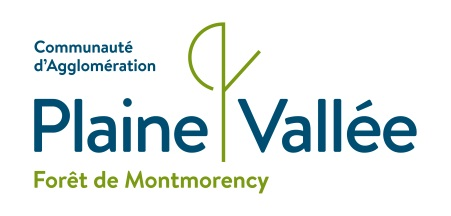 Communauté
d'Agglomération
Plaine Vallée
Forêt de Montmorency